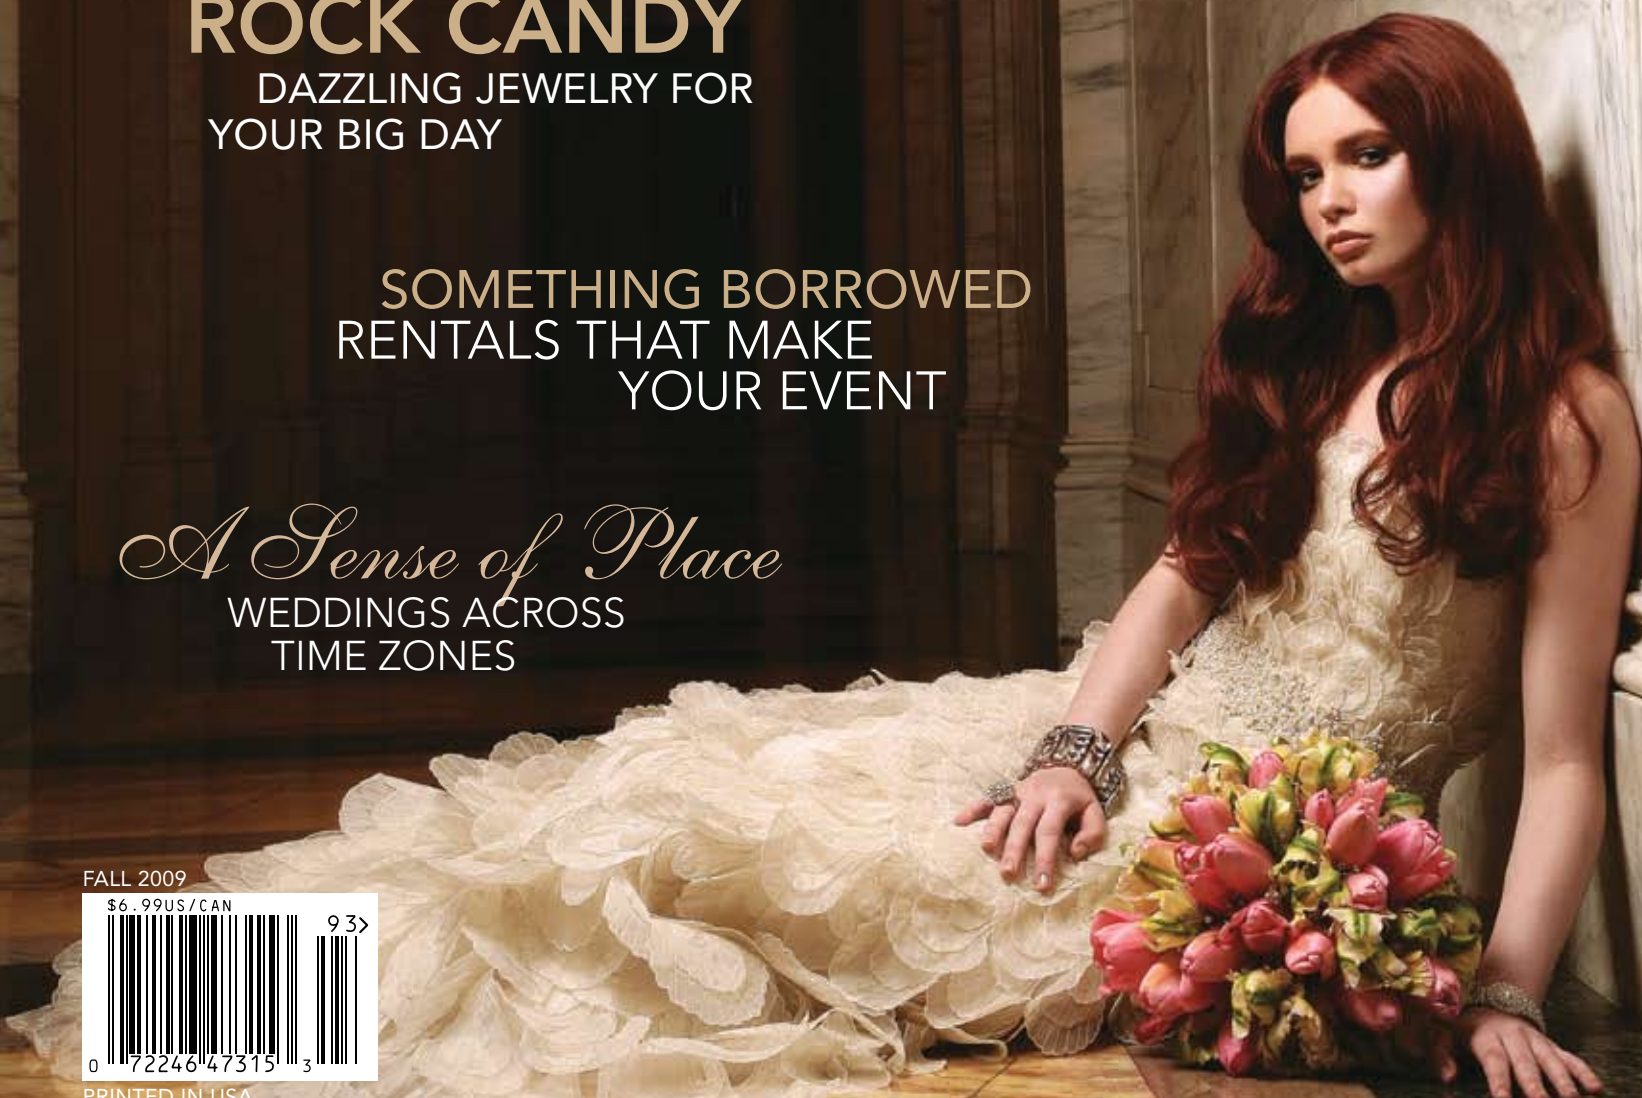 ROCK CANDY
DAZZLING JEWELRY FOR
YOUR BIG DAY
SOMETHING BORROWED
RENTALS THAT MAKE
YOUR EVENT
A Sense of Place
WEDDINGS ACROSS
TIME ZONES
FALL 2009
$6.99US/CAN
93>
0 72246 47315 3
PRINTED IN USA